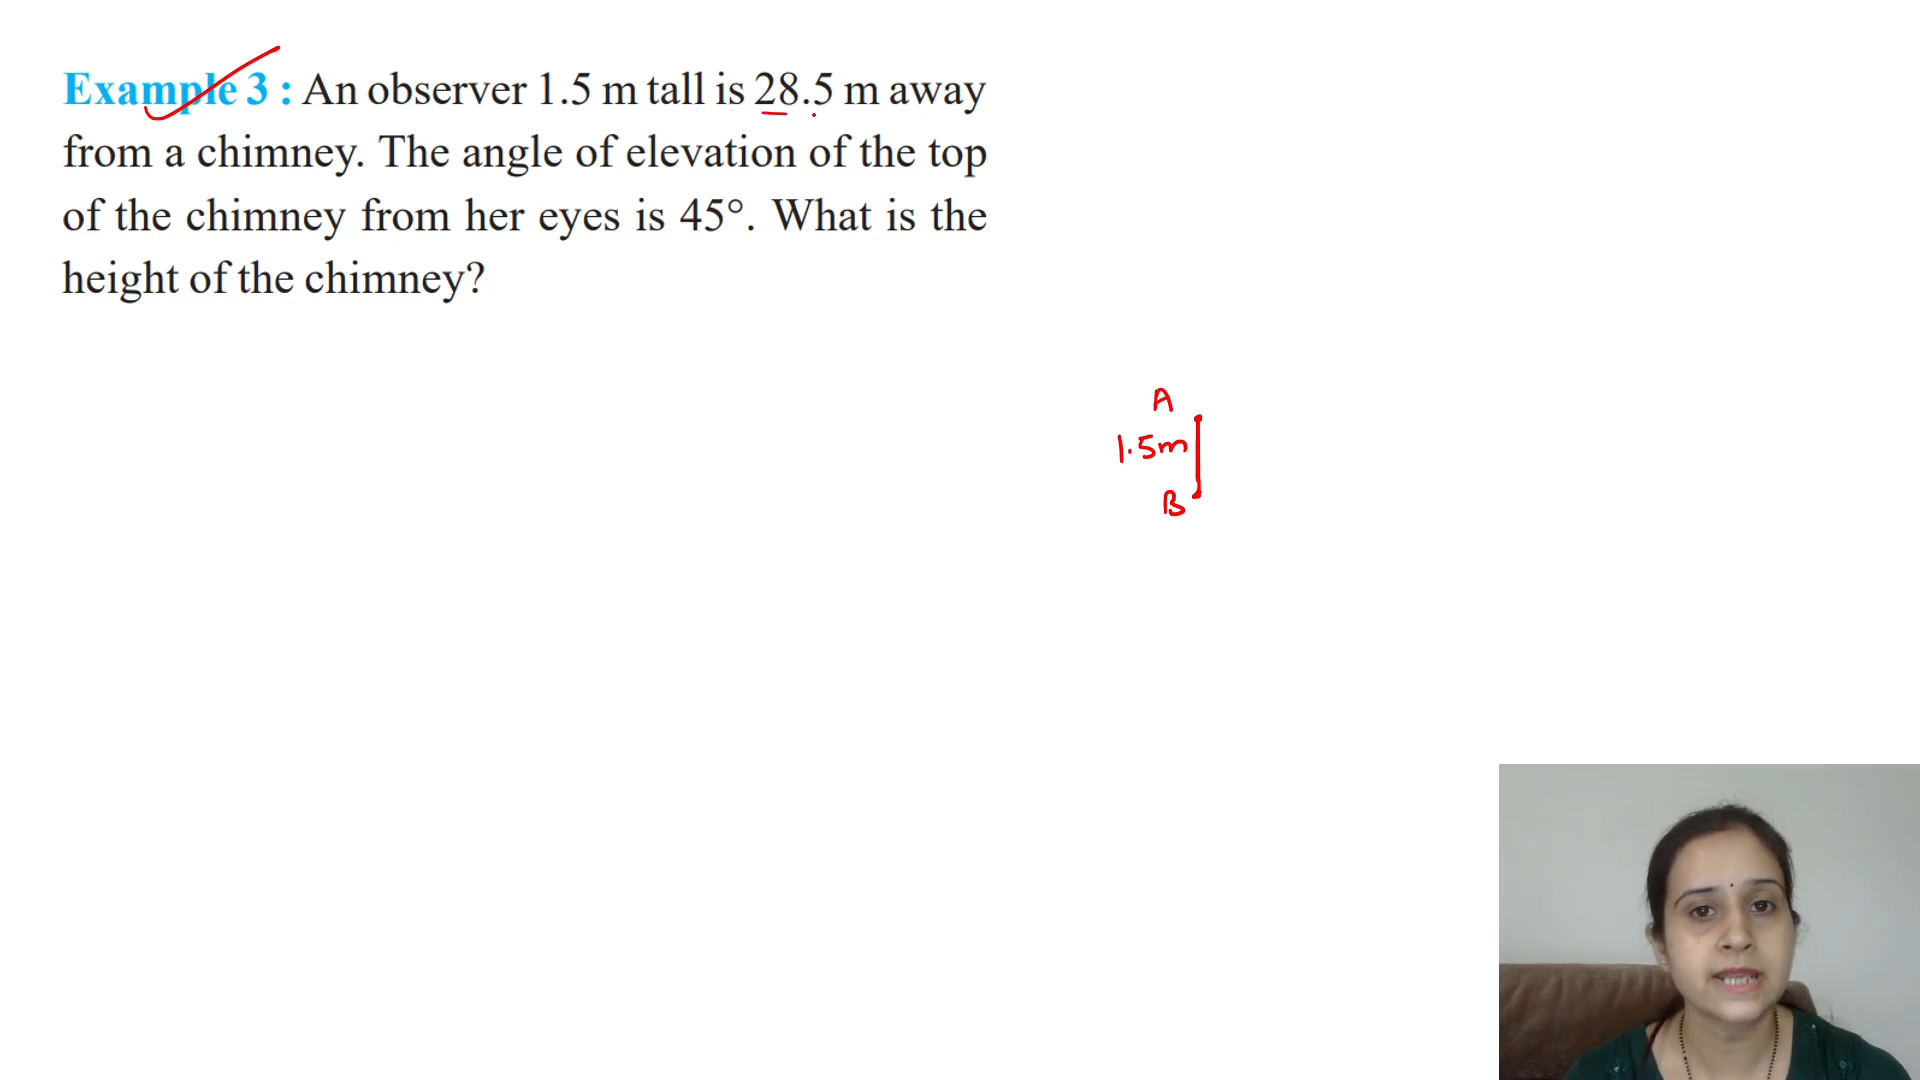 Example 3 : An observer 1.5 m tall is 28.5 m away
from a chimney. The angle of elevation of the top
of the chimney from her eyes is 45°. What is the
height of the chimney?
A
1.5m
B